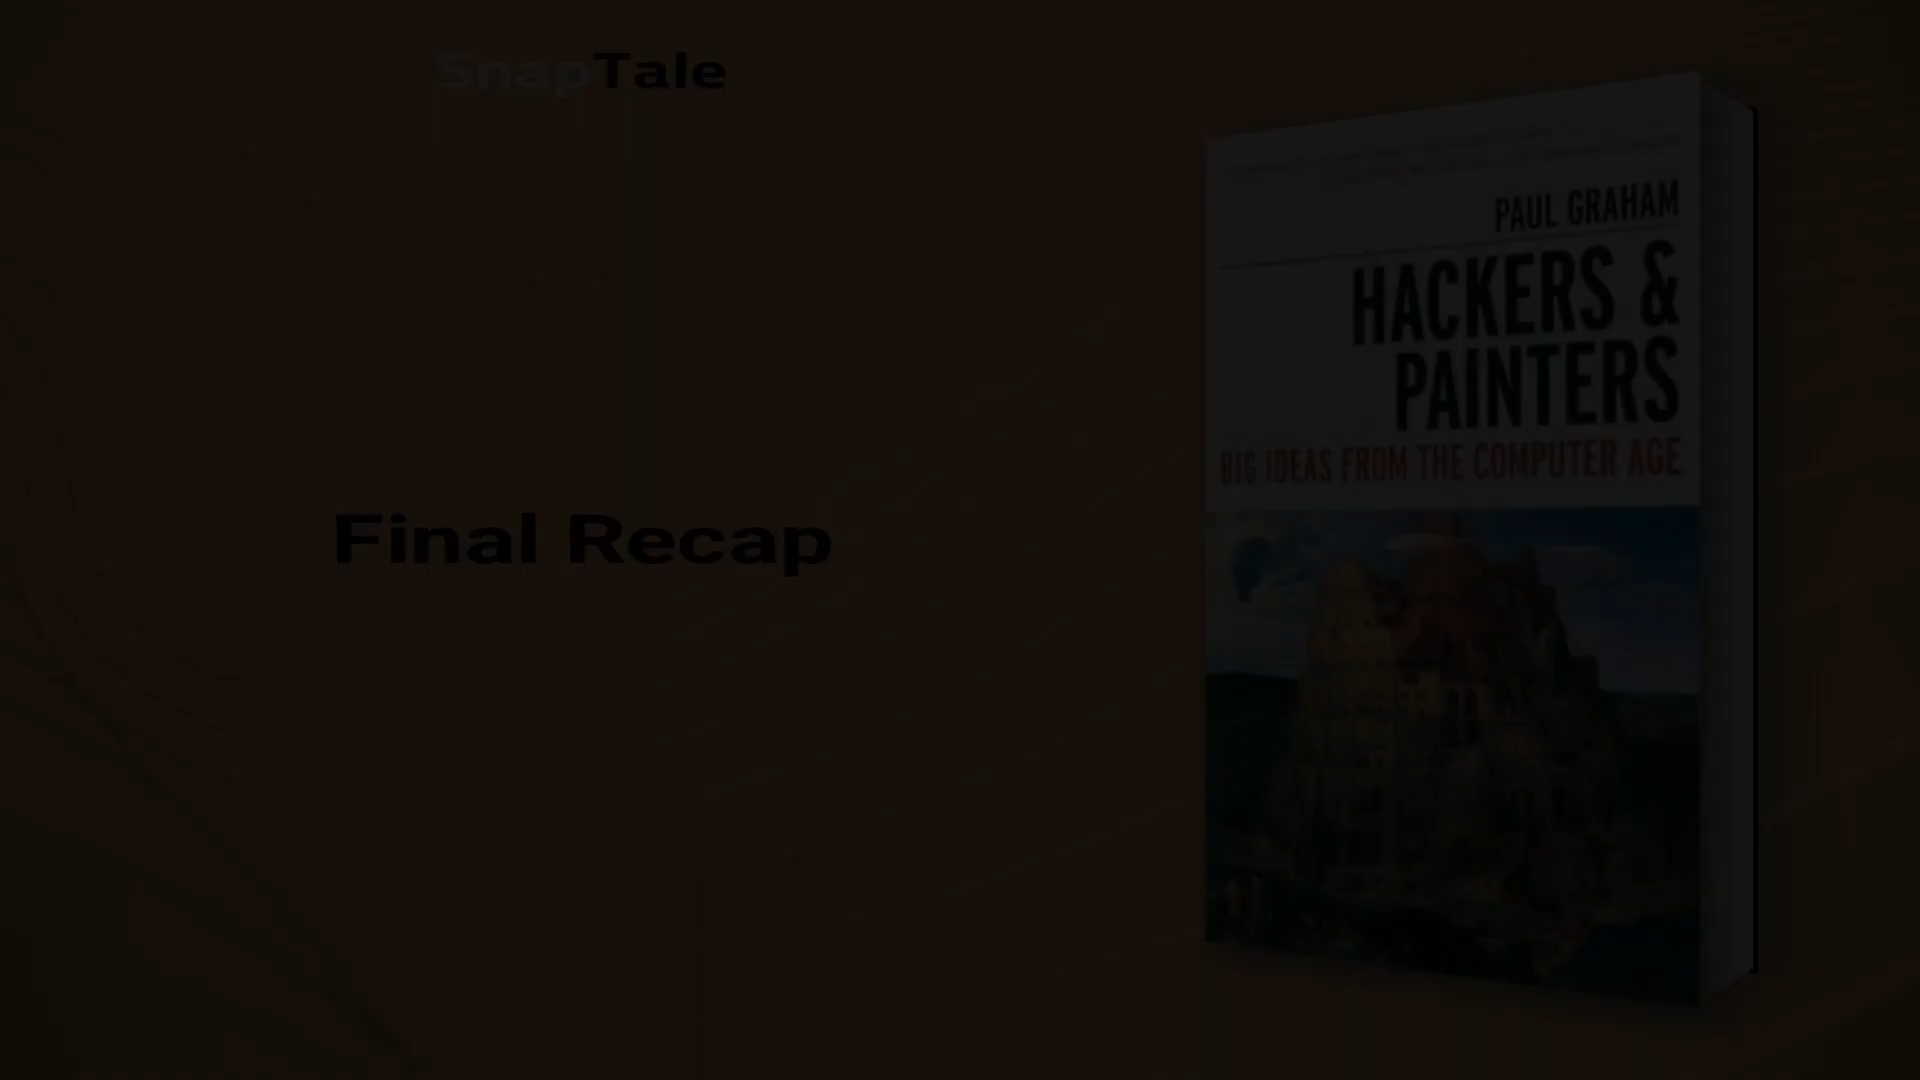 SnapTale
Final Recap
PAUL GRAHAM
HACKERS &
PAINTERS
BIG IDEAS FROM THE COMPUTER AGE